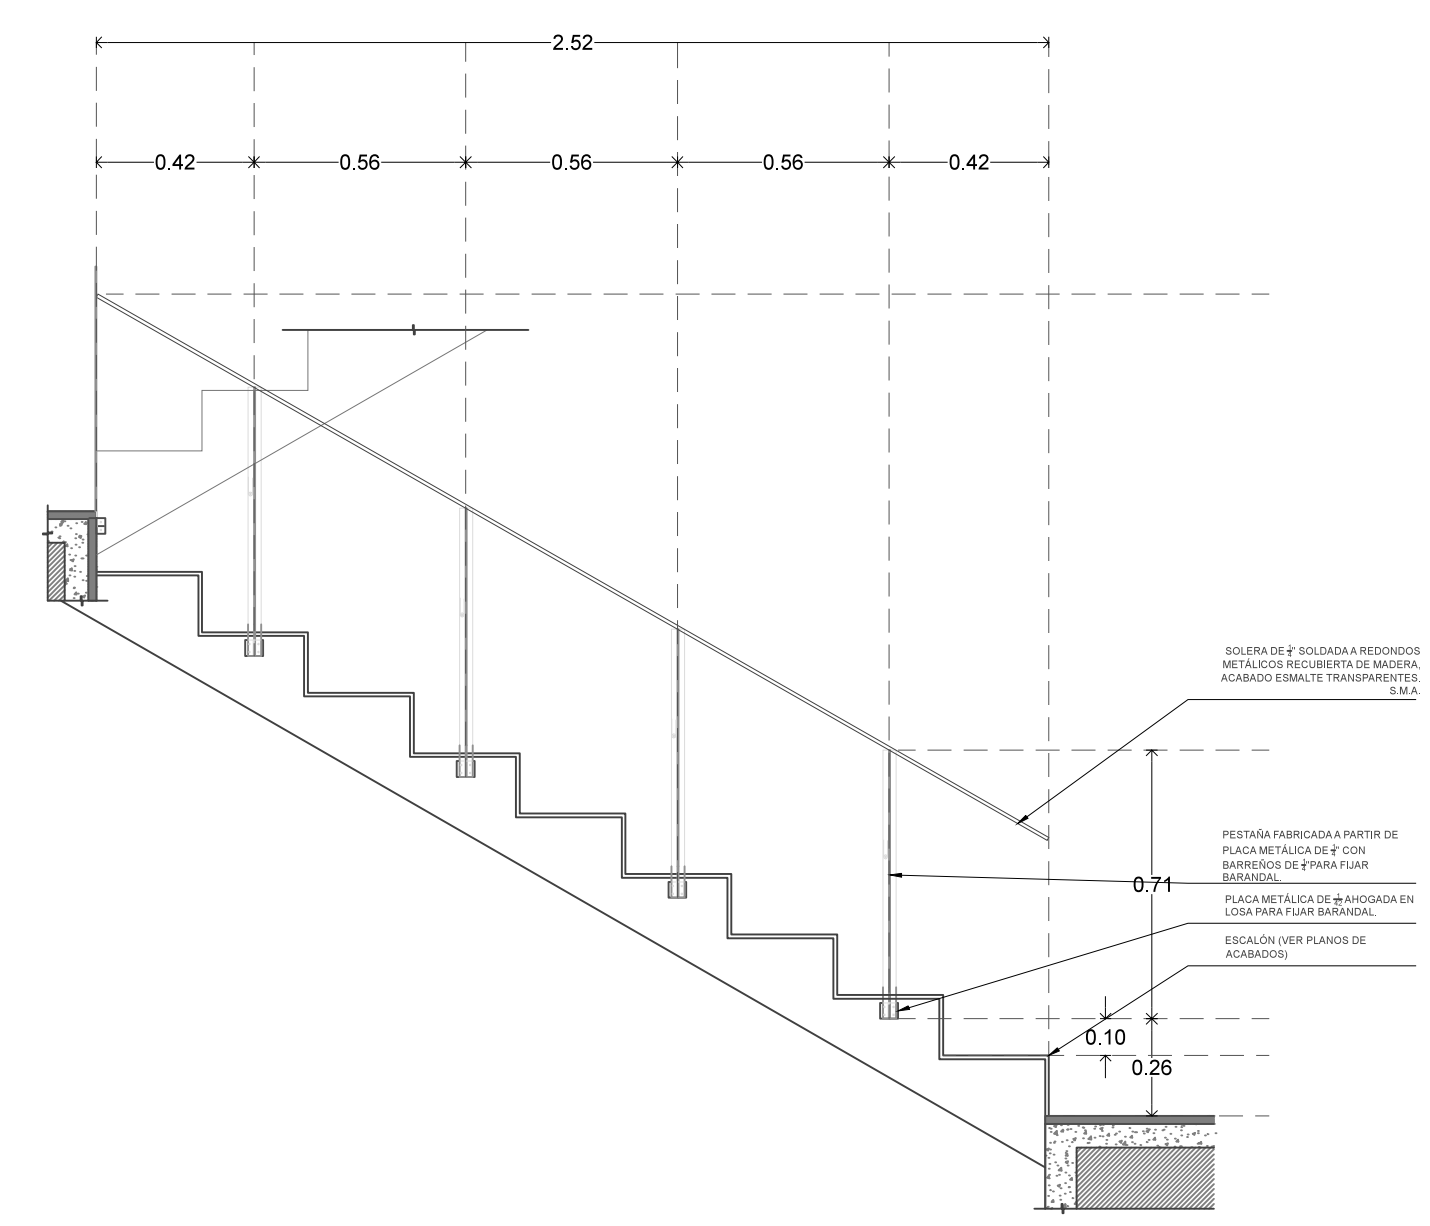 2.52
0.42 0.56 0.56 0.56 0.42
SOLERA DE 1/4" SOLDADA A REDONDOS
METÁLICOS RECUBIERTA DE MADERA,
ACABADO ESMALTE TRANSPARENTES.
S.M.A.
PESTAÑA FABRICADA A PARTIR DE
PLACA METÁLICA DE 1/4" CON
BARREÑOS DE 1/4" PARA FIJAR
BARANDAL.
0.71
PLACA METÁLICA DE AHOGADA EN
LOSA PARA FIJAR BARANDAL.
ESCALÓN (VER PLANOS DE
ACABADOS)
0.10
0.26